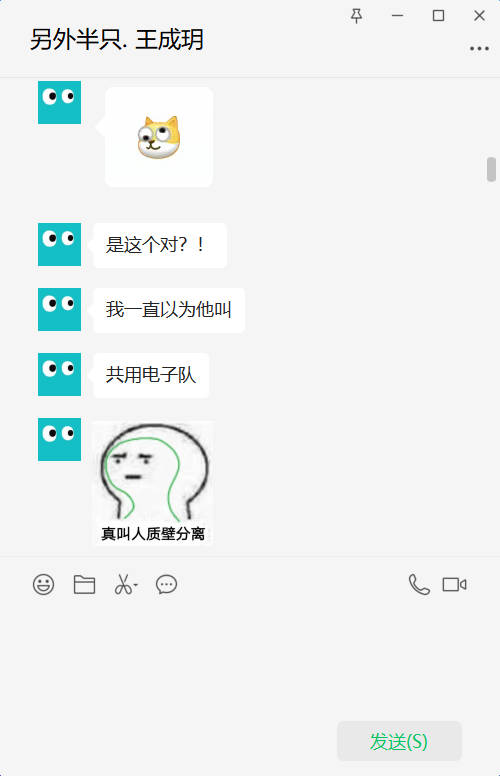 另外半只. 王成玥
是这个对？！
我一直以为他叫
共用电子队
真叫人质壁分离
发送(S)